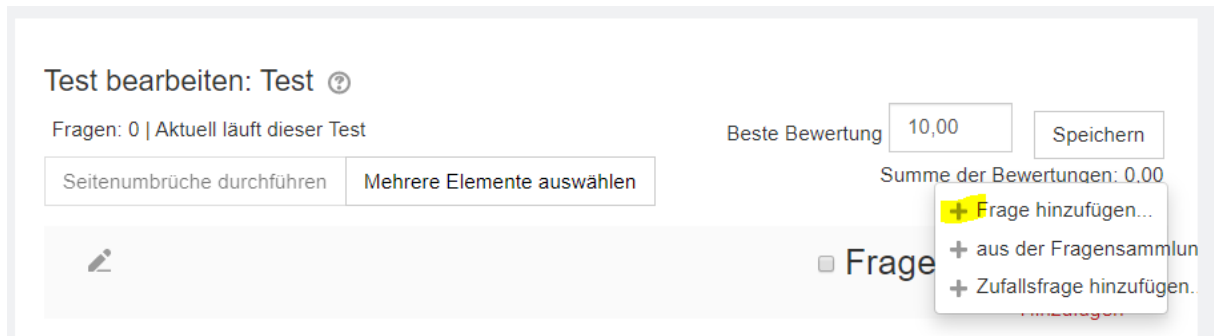 Test bearbeiten: Test ?
Fragen: 0 | Aktuell läuft dieser Test
Beste Bewertung 10,00 Speichern
Seitenumbrüche durchführen Mehrere Elemente auswählen
Summe der Bewertungen: 0,00
+ Frage hinzufügen...
+ aus der Fragensammlun
Frage
+ Zufallsfrage hinzufügen..
Hinzufügen